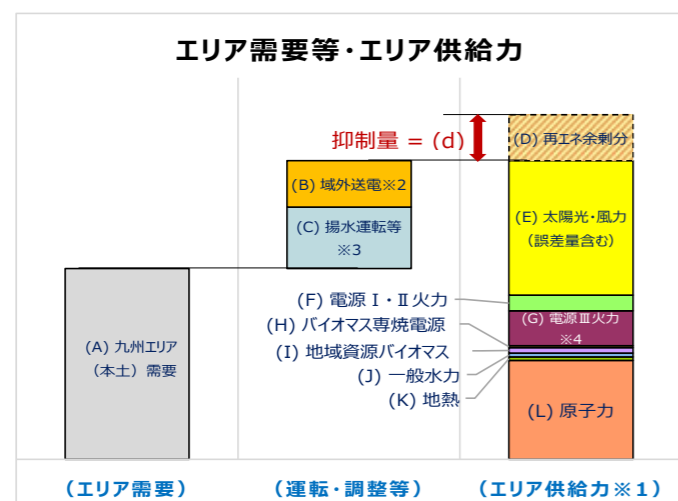 エリア需要等・エリア供給力
抑制量 = (d)
(D) 再エネ余剰分
(B) 域外送電※2
(C) 揚水運転等
※3
(E) 太陽光・風力
(誤差量含む)
(A) 九州エリア
(本土) 需要
(F) 電源Ⅰ・Ⅱ火力
(G) 電源Ⅲ火力
※4
(H) バイオマス専焼電源
(I) 地域資源バイオマス
(J) 一般水力
(K) 地熱
(L) 原子力
(エリア需要)
(運転・調整等)
(エリア供給力※1)